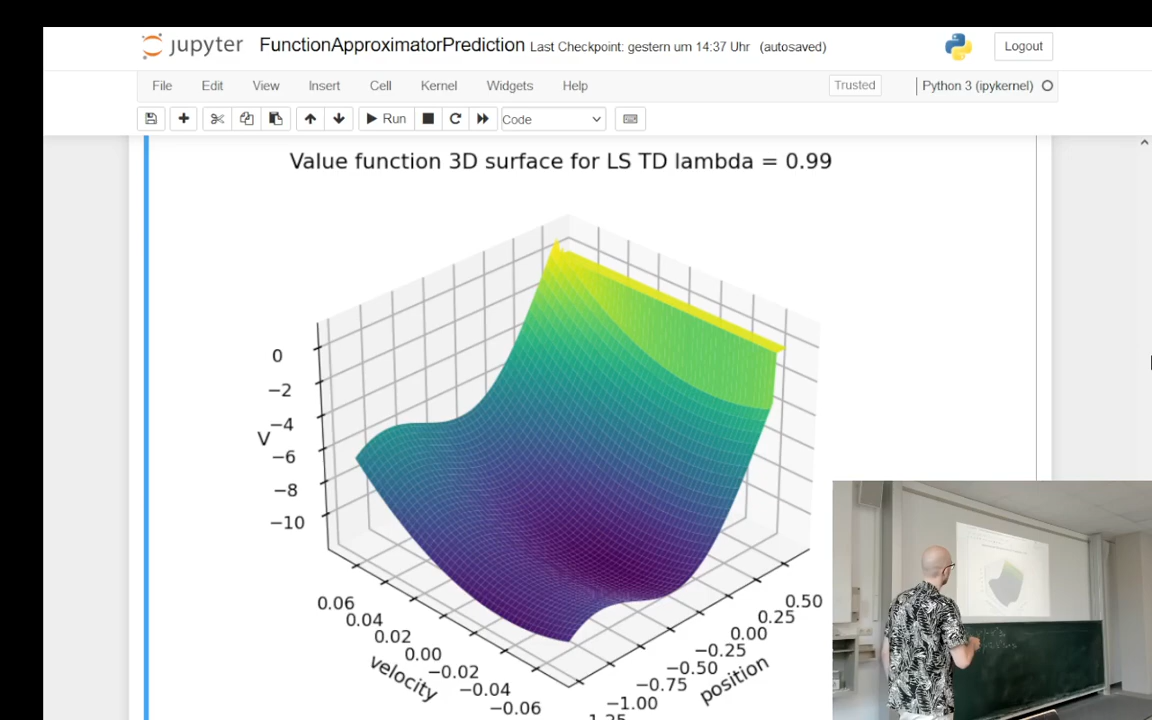 jupyter FunctionApproximatorPrediction Last Checkpoint: gestern um 14:37 Uhr (autosaved) Logout
File Edit View Insert Cell Kernel Widgets Help Trusted Python 3 (ipykernel)
Run Code
Value function 3D surface for LS TD lambda = 0.99
0
−2
−4
V
−6
−8
−10
0.06
0.04
0.02
0.00
−0.02
−0.04
−0.06
velocity
0.50
0.25
0.00
−0.25
−0.50
−0.75
−1.00
position